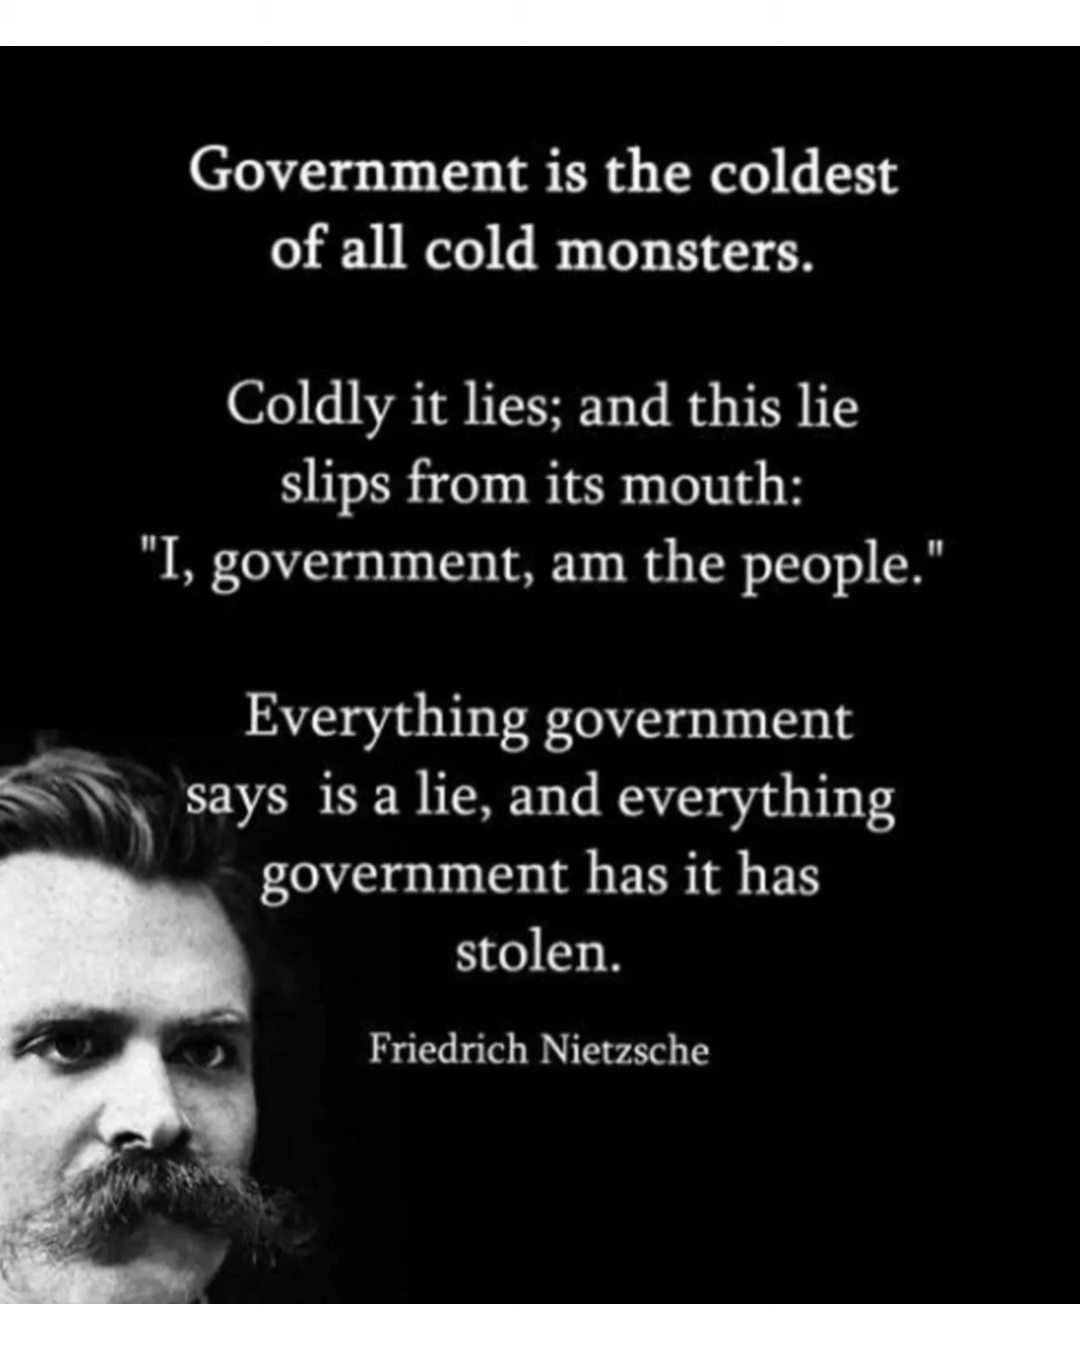 Government is the coldest
of all cold monsters.
Coldly it lies; and this lie
slips from its mouth:
"I, government, am the people."
Everything government
says is a lie, and everything
government has it has
stolen.
Friedrich Nietzsche